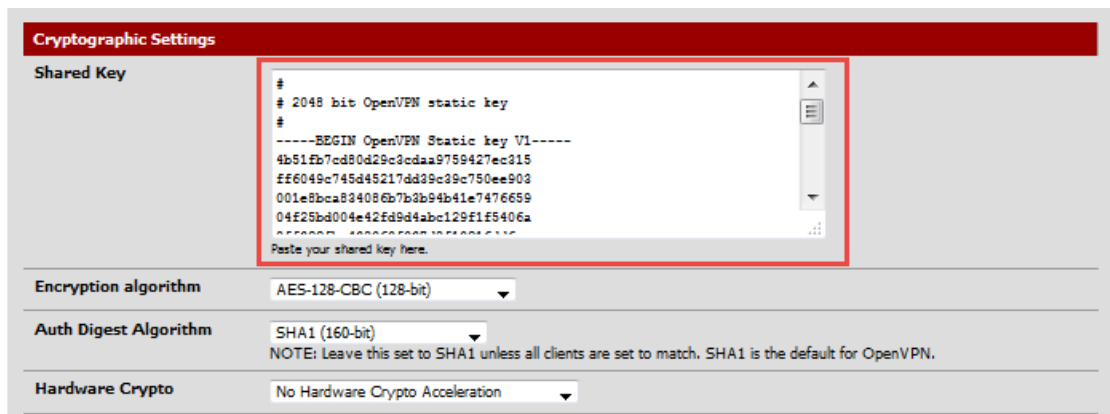 Cryptographic Settings
Shared Key
#
# 2048 bit OpenVPN static key
#
-----BEGIN OpenVPN Static key V1-----
4b51fb7cd80d29c3cdaa9759427ec315
ff6049c745d45217dd39c39c750ee903
001e8bca834086b7b3b94b41e7476659
04f25bd004e42fd9d4abc129f1f5406a
Paste your shared key here.
Encryption algorithm
AES-128-CBC (128-bit)
Auth Digest Algorithm
SHA1 (160-bit)
NOTE: Leave this set to SHA1 unless all clients are set to match. SHA1 is the default for OpenVPN.
Hardware Crypto
No Hardware Crypto Acceleration